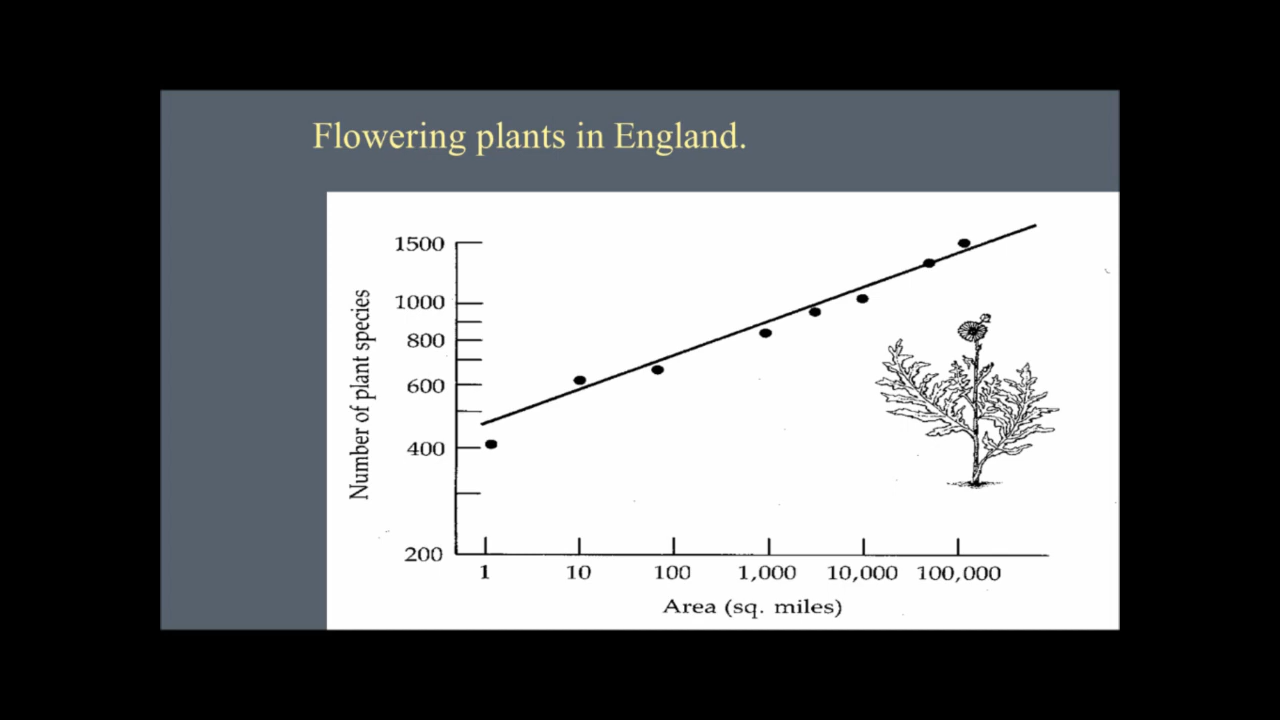 Flowering plants in England.
Number of plant species
1500
1000
800
600
400
200
1 10 100 1,000 10,000 100,000
Area (sq. miles)